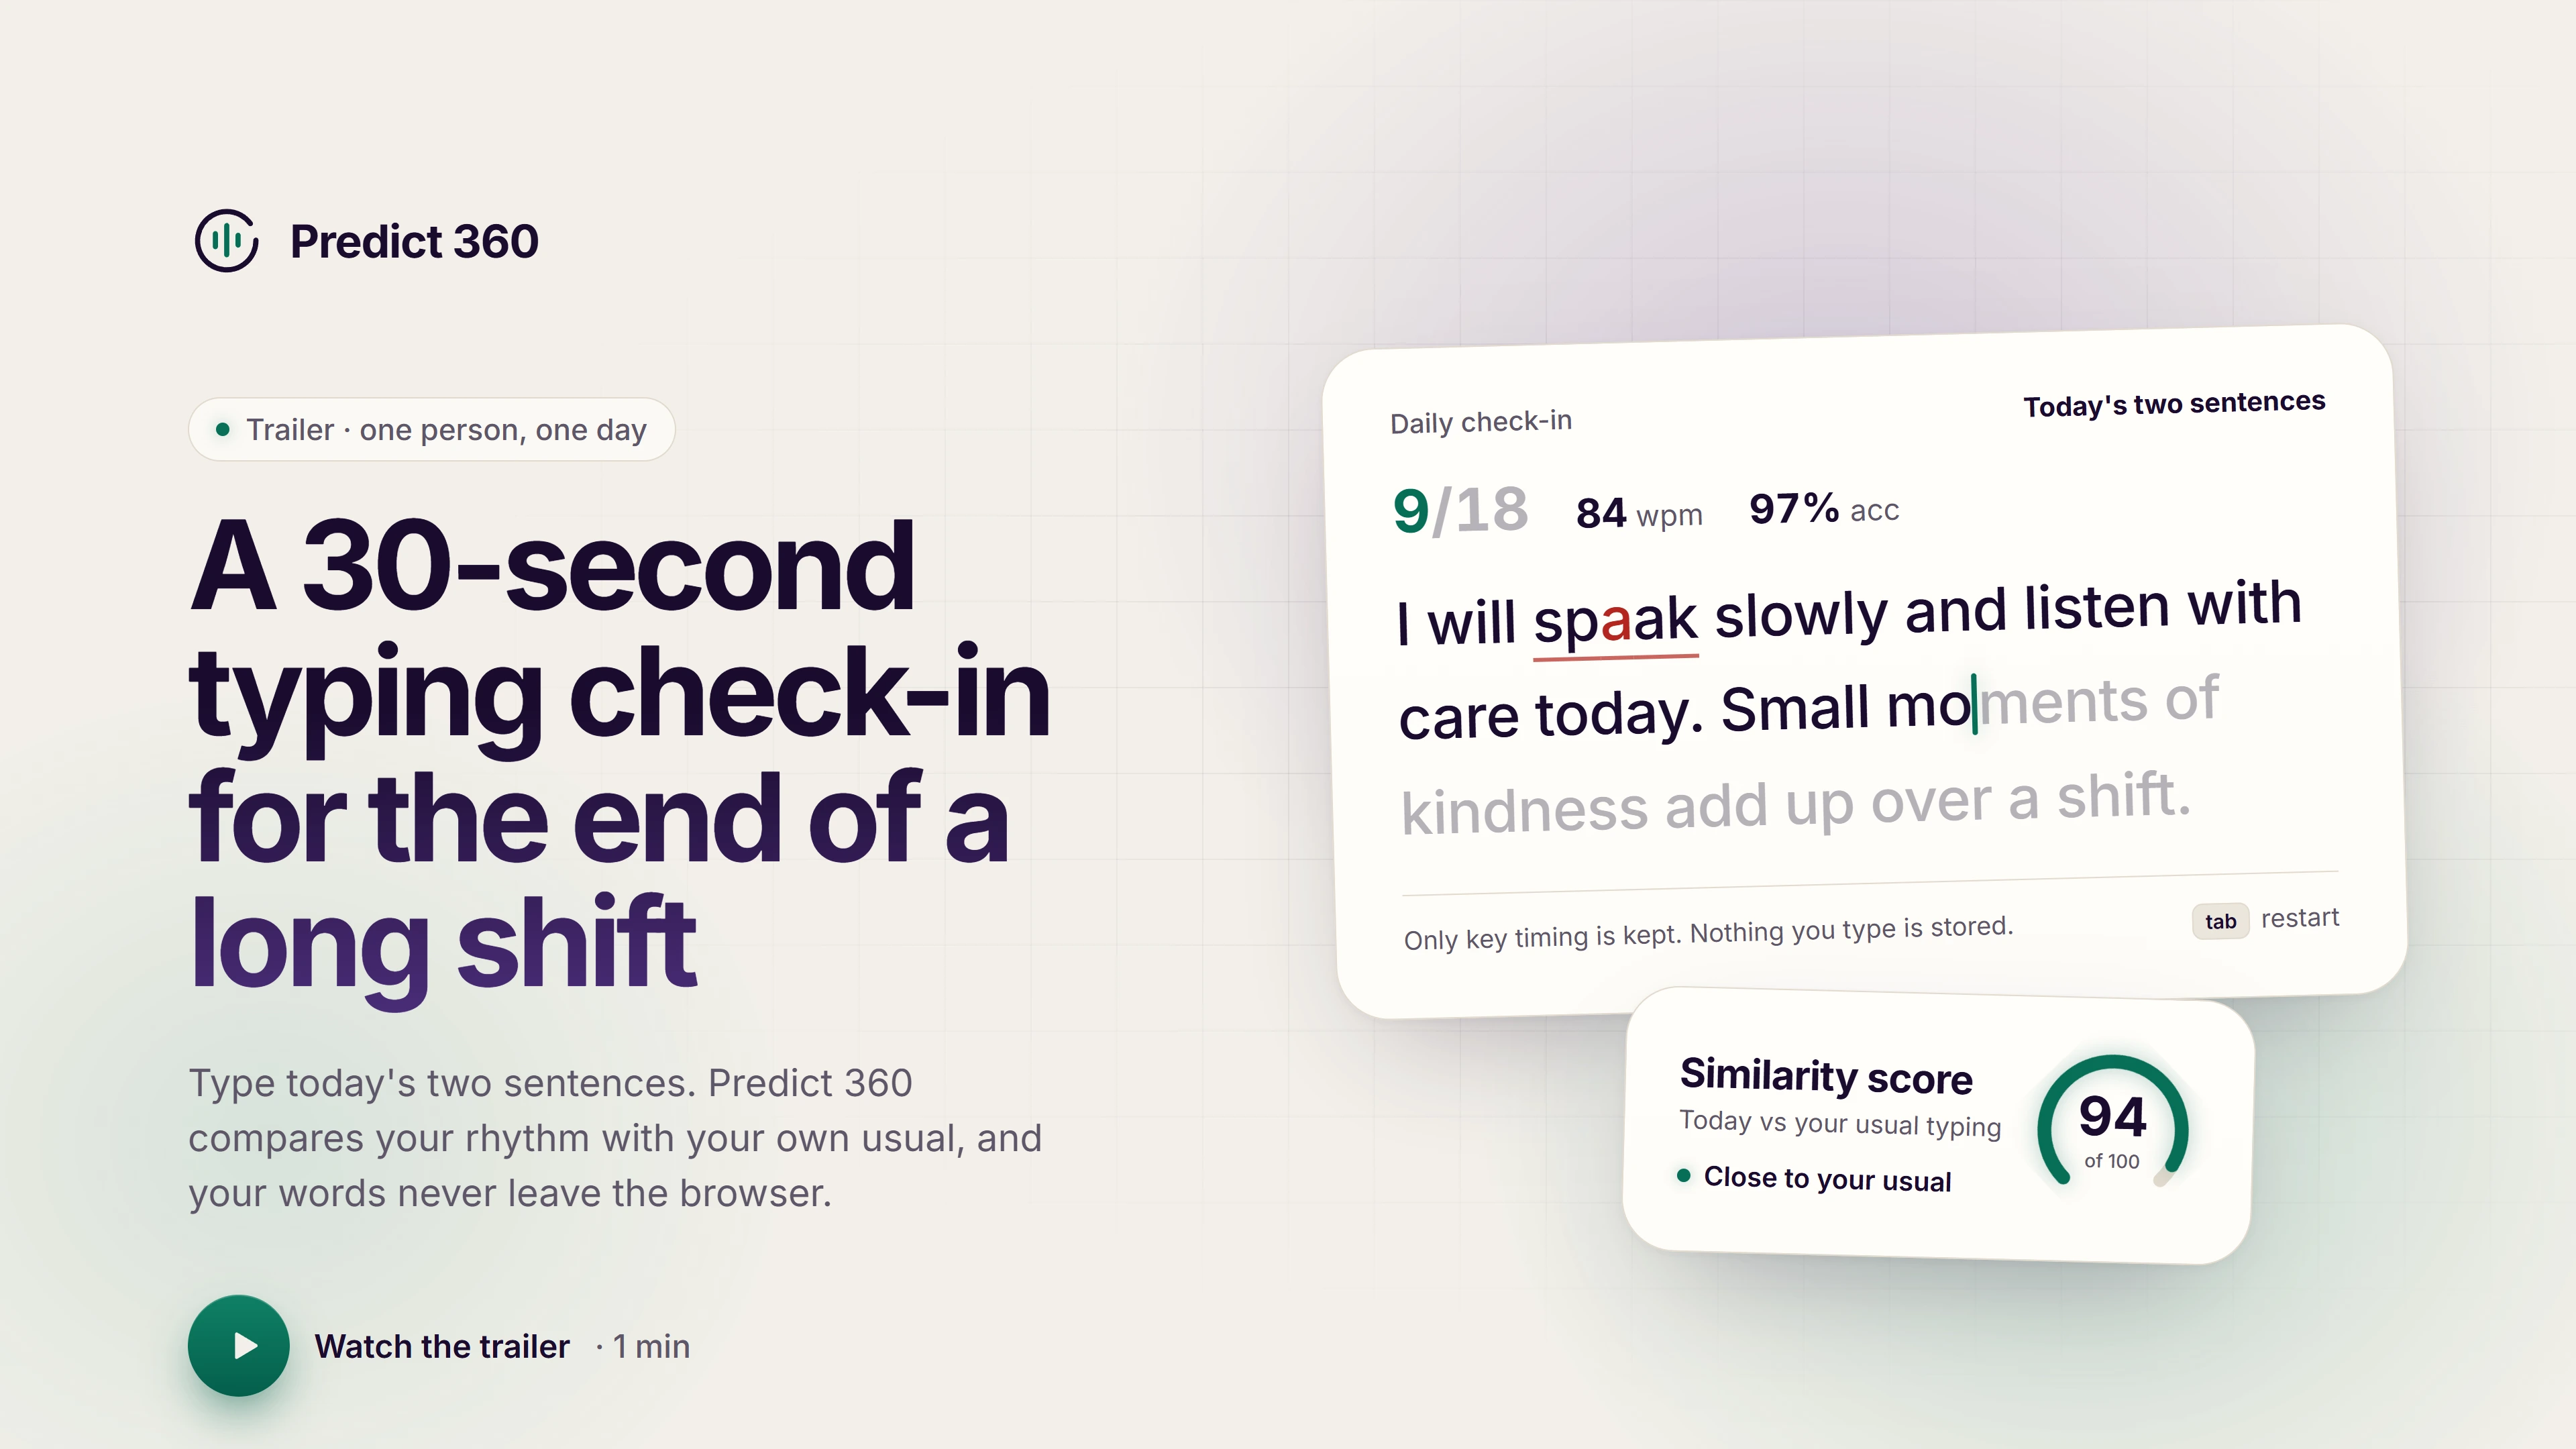 Predict 360
Trailer · one person, one day
A 30-second
typing check-in
for the end of a
long shift
Type today's two sentences. Predict 360
compares your rhythm with your own usual, and
your words never leave the browser.
Watch the trailer · 1 min
Daily check-in
Today's two sentences
9/18 84 wpm 97% acc
I will spaak slowly and listen with
care today. Small moments of
kindness add up over a shift.
Only key timing is kept. Nothing you type is stored.
tab restart
Similarity score
Today vs your usual typing
Close to your usual
94
of 100